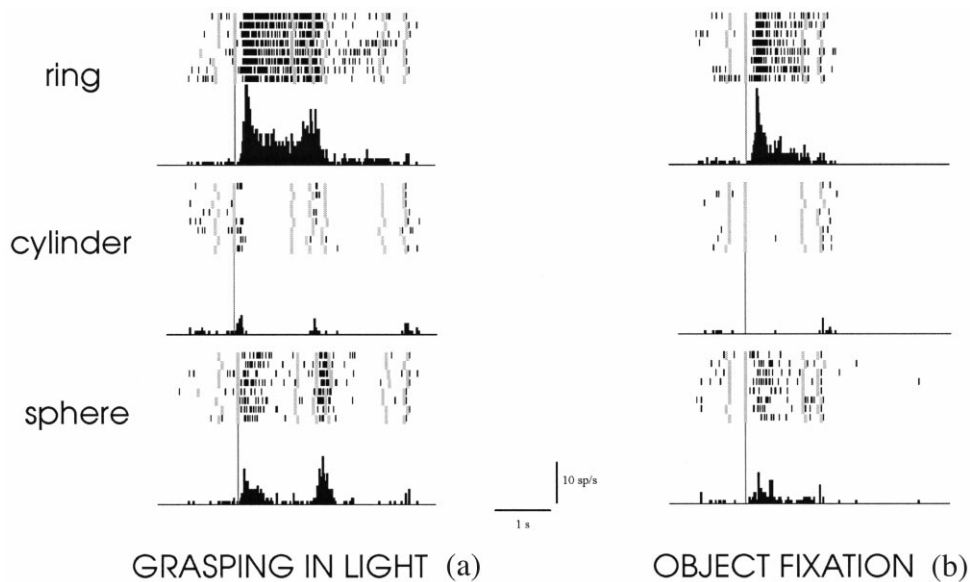 ring
cylinder
sphere
10 sp/s
1 s
GRASPING IN LIGHT (a)
OBJECT FIXATION (b)